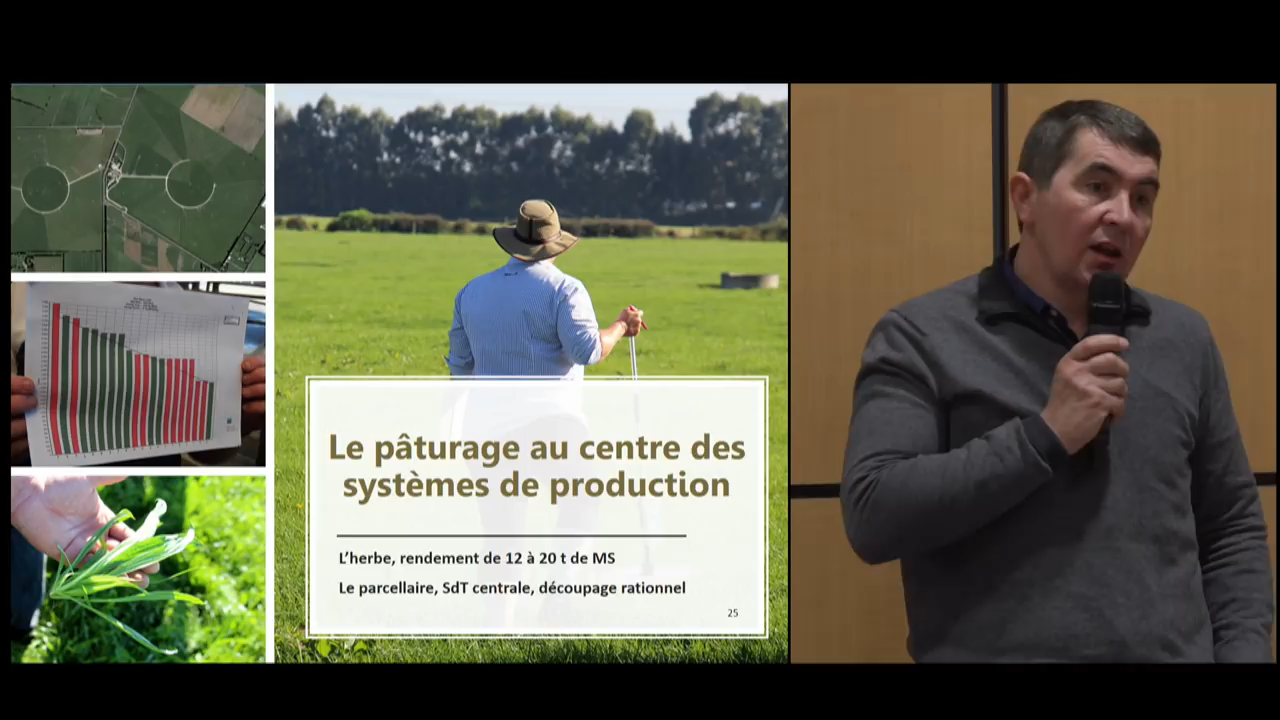 Le pâturage au centre des
systèmes de production
L’herbe, rendement de 12 à 20 t de MS
Le parcellaire, SdT centrale, découpage rationnel
25